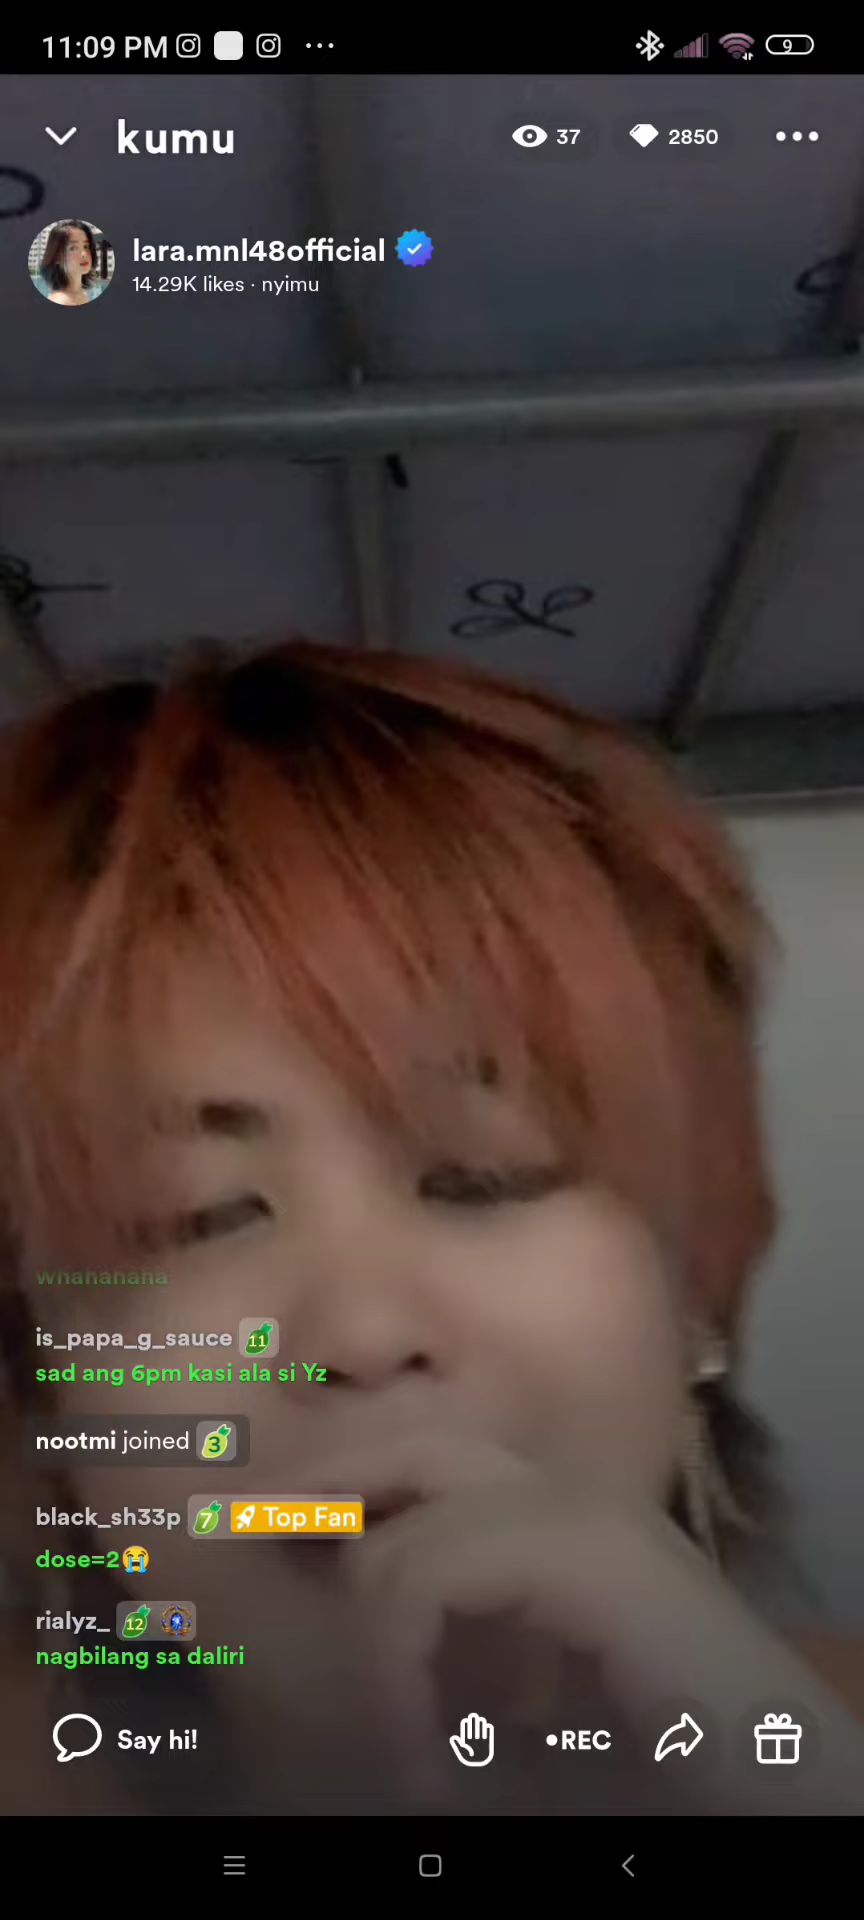 11:09 PM
9
kumu
37
2850
lara.mnl48official
14.29K likes · nyimu
whahahaha
is_papa_g_sauce 11
sad ang 6pm kasi ala si Yz
nootmi joined 3
black_sh33p 7 Top Fan
dose=2😭
rialyz_ 12
nagbilang sa daliri
Say hi!
•REC